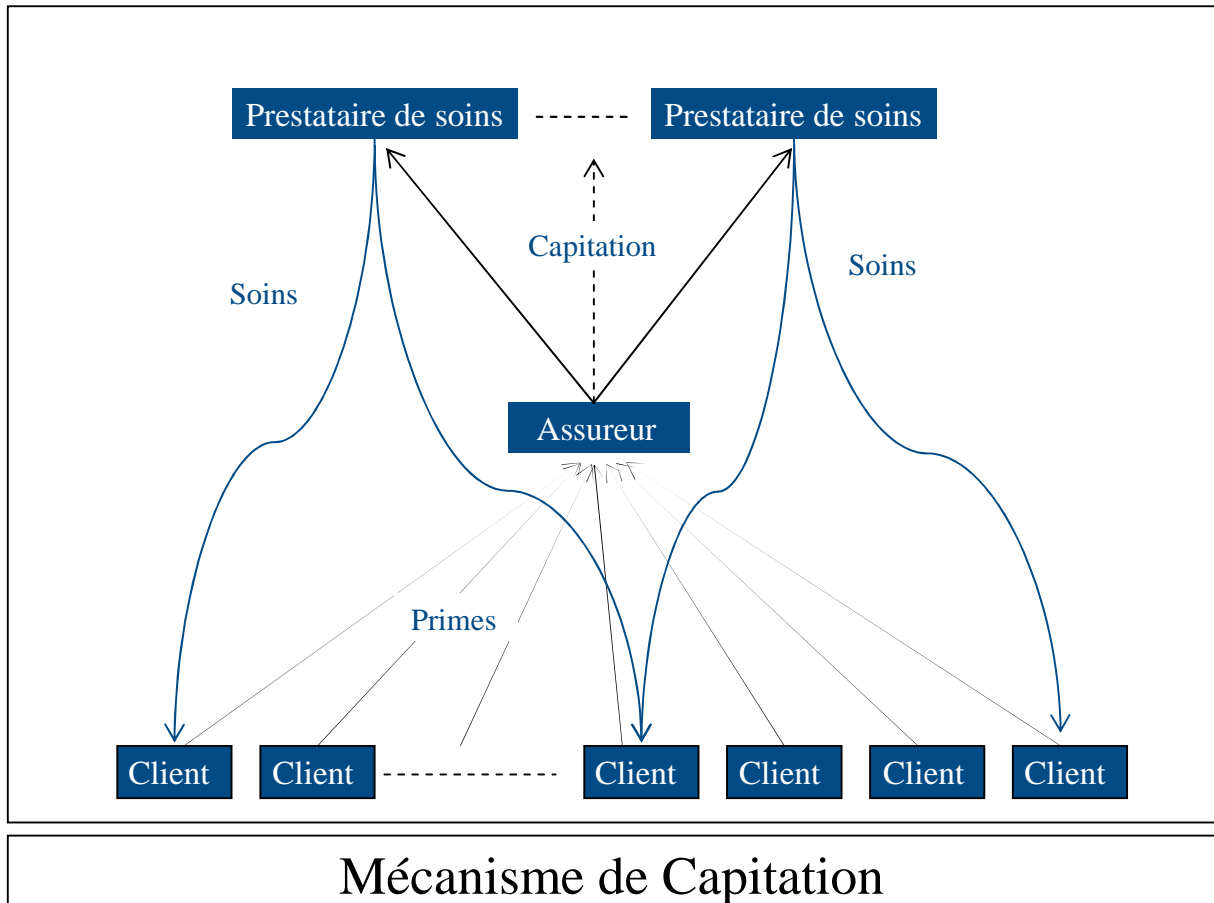 Prestataire de soins
Prestataire de soins
Capitation
Soins
Soins
Assureur
Primes
Client
Client
Client
Client
Client
Client
Mécanisme de Capitation